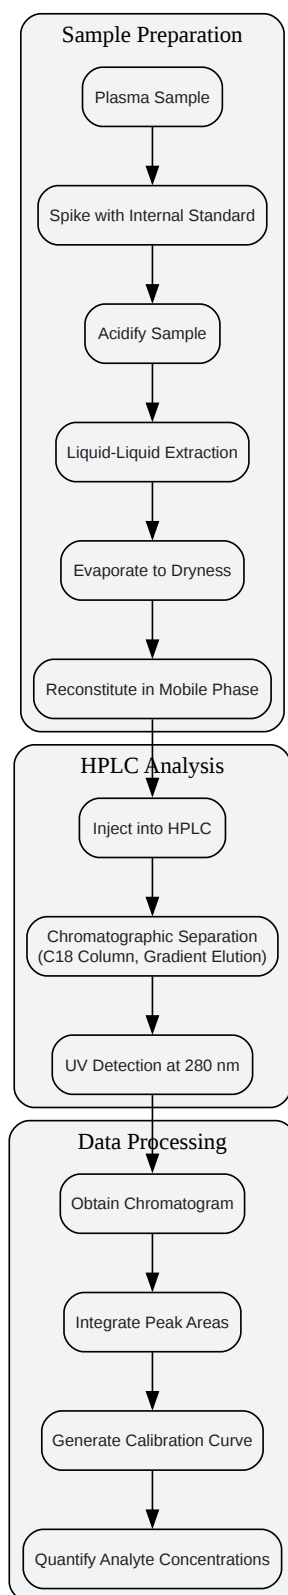 Sample Preparation
Plasma Sample
Spike with Internal Standard
Acidify Sample
Liquid-Liquid Extraction
Evaporate to Dryness
Reconstitute in Mobile Phase
HPLC Analysis
Inject into HPLC
Chromatographic Separation
(C18 Column, Gradient Elution)
UV Detection at 280 nm
Data Processing
Obtain Chromatogram
Integrate Peak Areas
Generate Calibration Curve
Quantify Analyte Concentrations